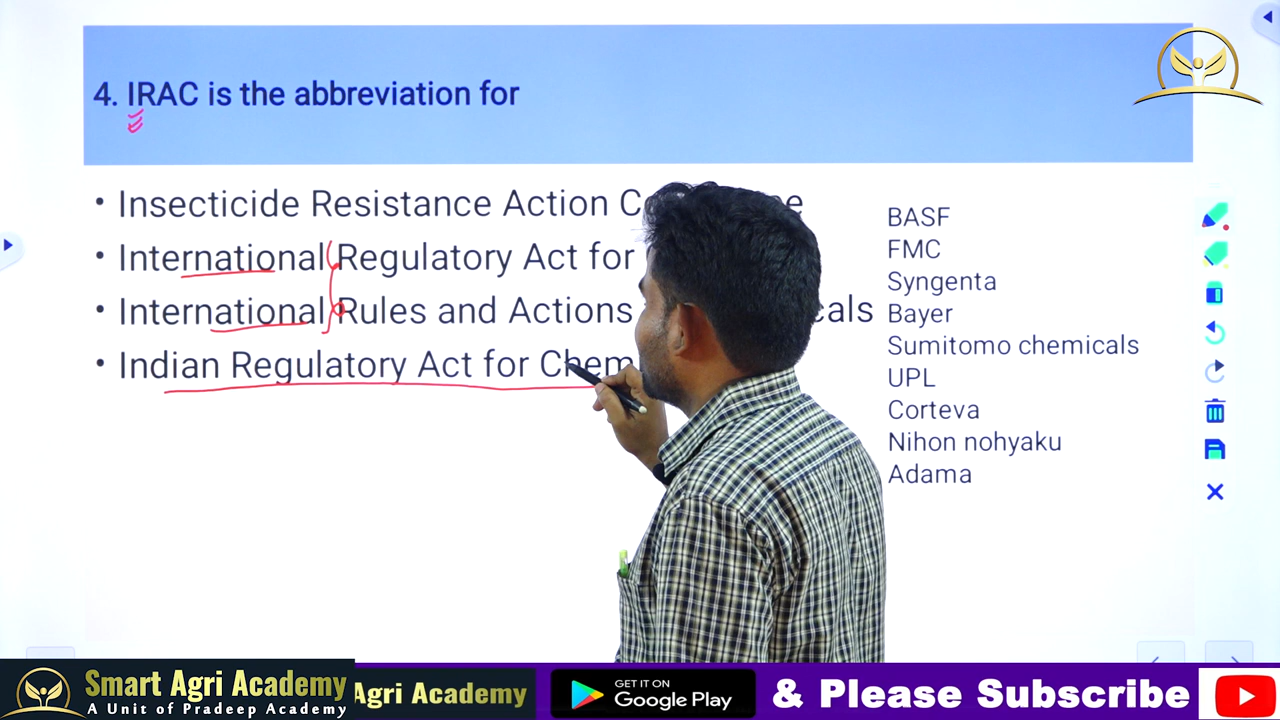 4. IRAC is the abbreviation for
• Insecticide Resistance Action
• International Regulatory Act for
• International Rules and Actions
• Indian Regulatory Act for
BASF
FMC
Syngenta
Bayer
Sumitomo chemicals
UPL
Corteva
Nihon nohyaku
Adama
Smart Agri Academy
A Unit of Pradeep Academy
Agri Academy
GET IT ON
Google Play
& Please Subscribe